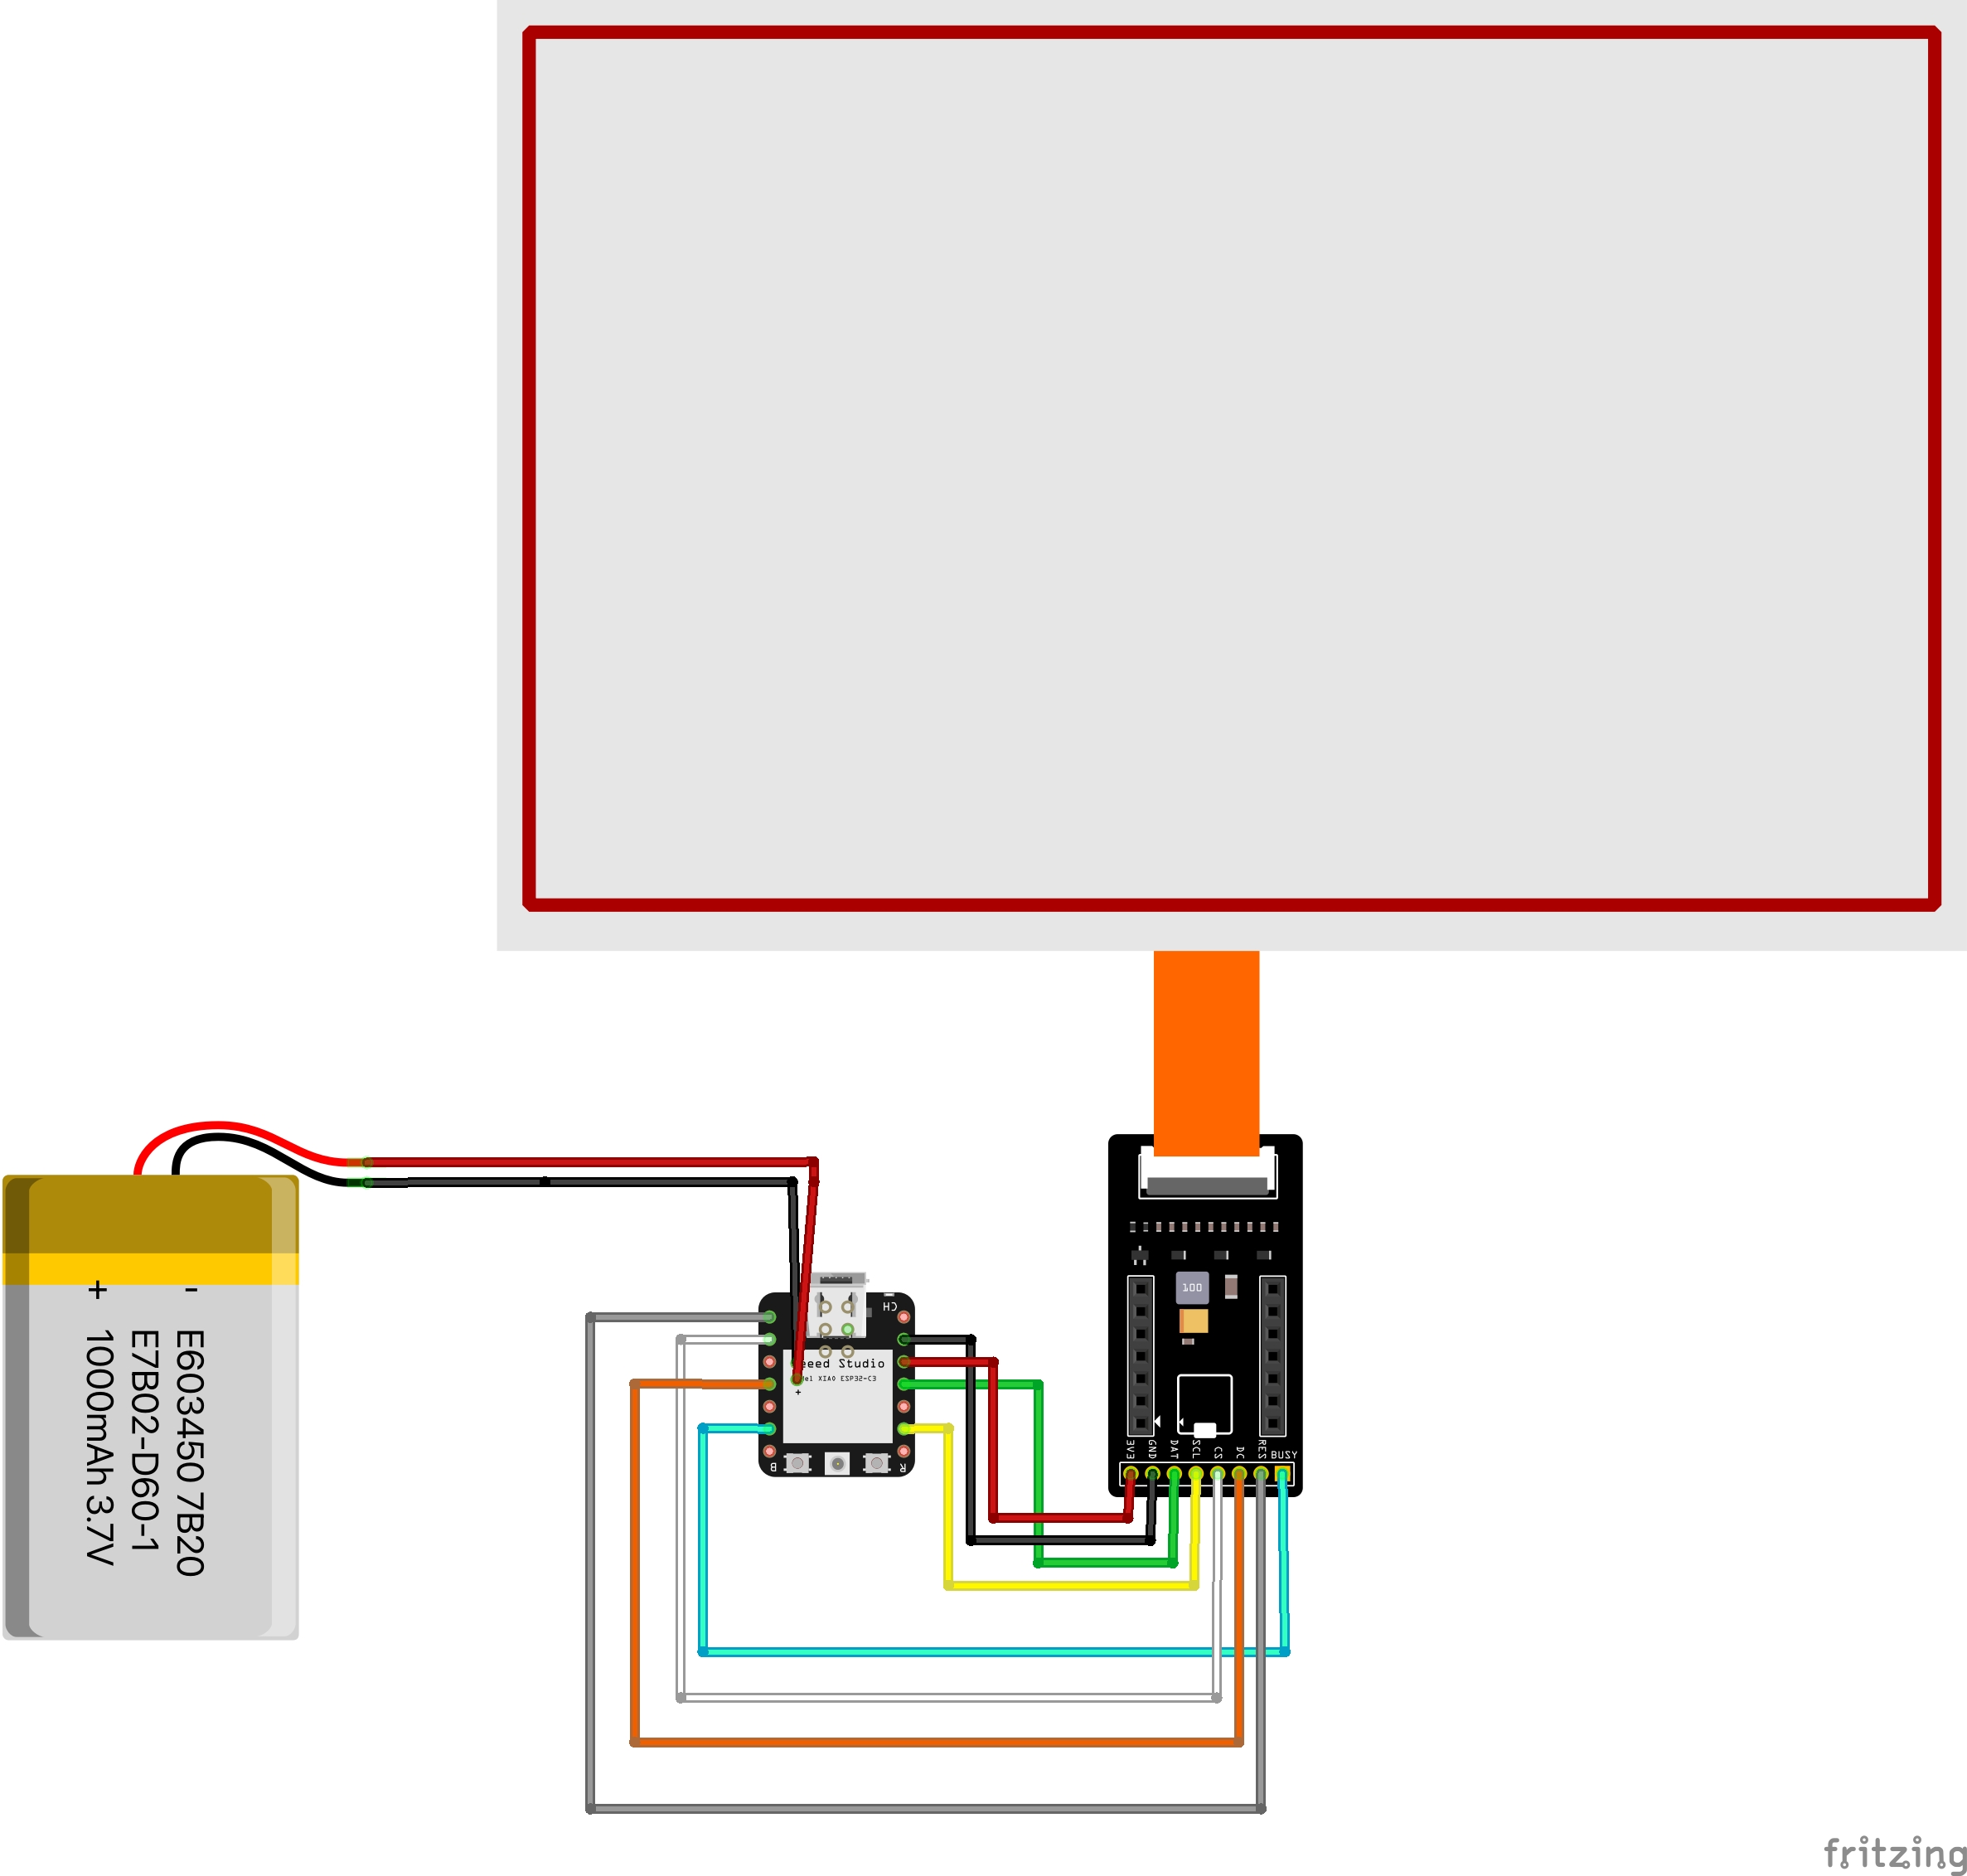 + -
E603450 7B20
E7B02-D60-1
1000mAh 3.7V
CH
eeed Studio
XIAO ESP32-C3
+
B
R
100
3V3
GND
DAT
SCL
CS
DC
RES
BUSY
fritzing